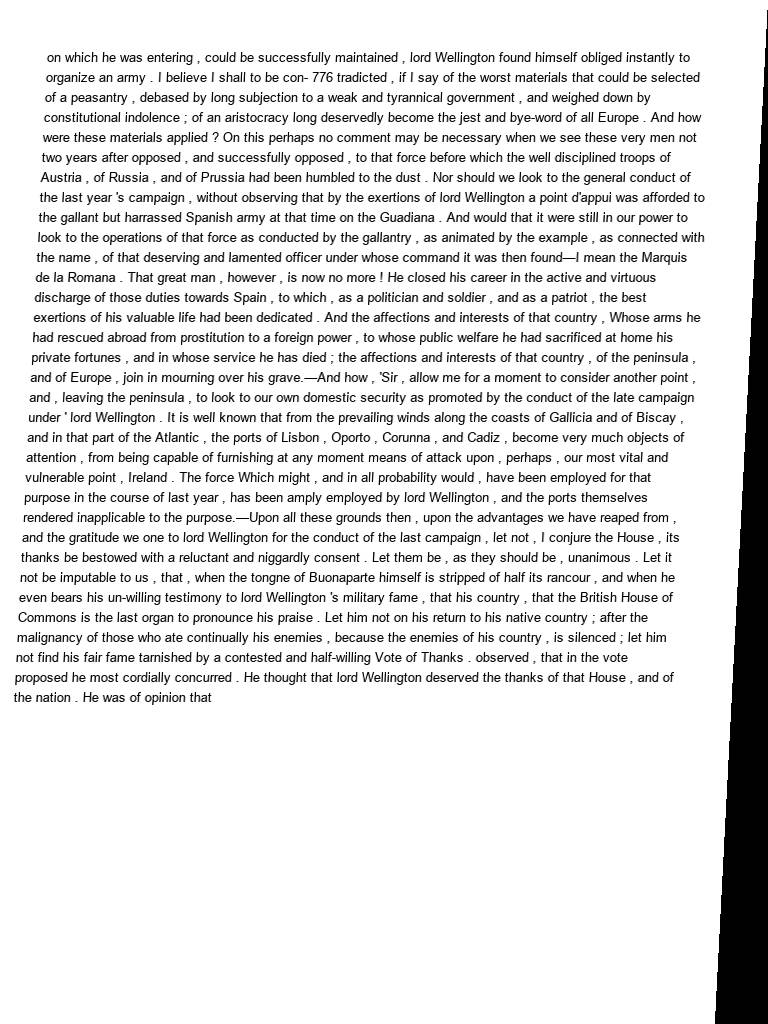 on which he was entering , could be successfully maintained , lord Wellington found himself obliged instantly to
organize an army . I believe I shall to be con- 776 tradicted , if I say of the worst materials that could be selected
of a peasantry , debased by long subjection to a weak and tyrannical government , and weighed down by
constitutional indolence ; of an aristocracy long deservedly become the jest and bye-word of all Europe . And how
were these materials applied ? On this perhaps no comment may be necessary when we see these very men not
two years after opposed , and successfully opposed , to that force before which the well disciplined troops of
Austria , of Russia , and of Prussia had been humbled to the dust . Nor should we look to the general conduct of
the last year 's campaign , without observing that by the exertions of lord Wellington a point d'appui was afforded to
the gallant but harrassed Spanish army at that time on the Guadiana . And would that it were still in our power to
look to the operations of that force as conducted by the gallantry , as animated by the example , as connected with
the name , of that deserving and lamented officer under whose command it was then found—I mean the Marquis
de la Romana . That great man , however , is now no more ! He closed his career in the active and virtuous
discharge of those duties towards Spain , to which , as a politician and soldier , and as a patriot , the best
exertions of his valuable life had been dedicated . And the affections and interests of that country , Whose arms he
had rescued abroad from prostitution to a foreign power , to whose public welfare he had sacrificed at home his
private fortunes , and in whose service he has died ; the affections and interests of that country , of the peninsula ,
and of Europe , join in mourning over his grave.—And how , 'Sir , allow me for a moment to consider another point ,
and , leaving the peninsula , to look to our own domestic security as promoted by the conduct of the late campaign
under ' lord Wellington . It is well known that from the prevailing winds along the coasts of Gallicia and of Biscay ,
and in that part of the Atlantic , the ports of Lisbon , Oporto , Corunna , and Cadiz , become very much objects of
attention , from being capable of furnishing at any moment means of attack upon , perhaps , our most vital and
vulnerable point , Ireland . The force Which might , and in all probability would , have been employed for that
purpose in the course of last year , has been amply employed by lord Wellington , and the ports themselves
rendered inapplicable to the purpose.—Upon all these grounds then , upon the advantages we have reaped from ,
and the gratitude we one to lord Wellington for the conduct of the last campaign , let not , I conjure the House , its
thanks be bestowed with a reluctant and niggardly consent . Let them be , as they should be , unanimous . Let it
not be imputable to us , that , when the tongne of Buonaparte himself is stripped of half its rancour , and when he
even bears his un-willing testimony to lord Wellington 's military fame , that his country , that the British House of
Commons is the last organ to pronounce his praise . Let him not on his return to his native country ; after the
malignancy of those who ate continually his enemies , because the enemies of his country , is silenced ; let him
not find his fair fame tarnished by a contested and half-willing Vote of Thanks . observed , that in the vote
proposed he most cordially concurred . He thought that lord Wellington deserved the thanks of that House , and of
the nation . He was of opinion that